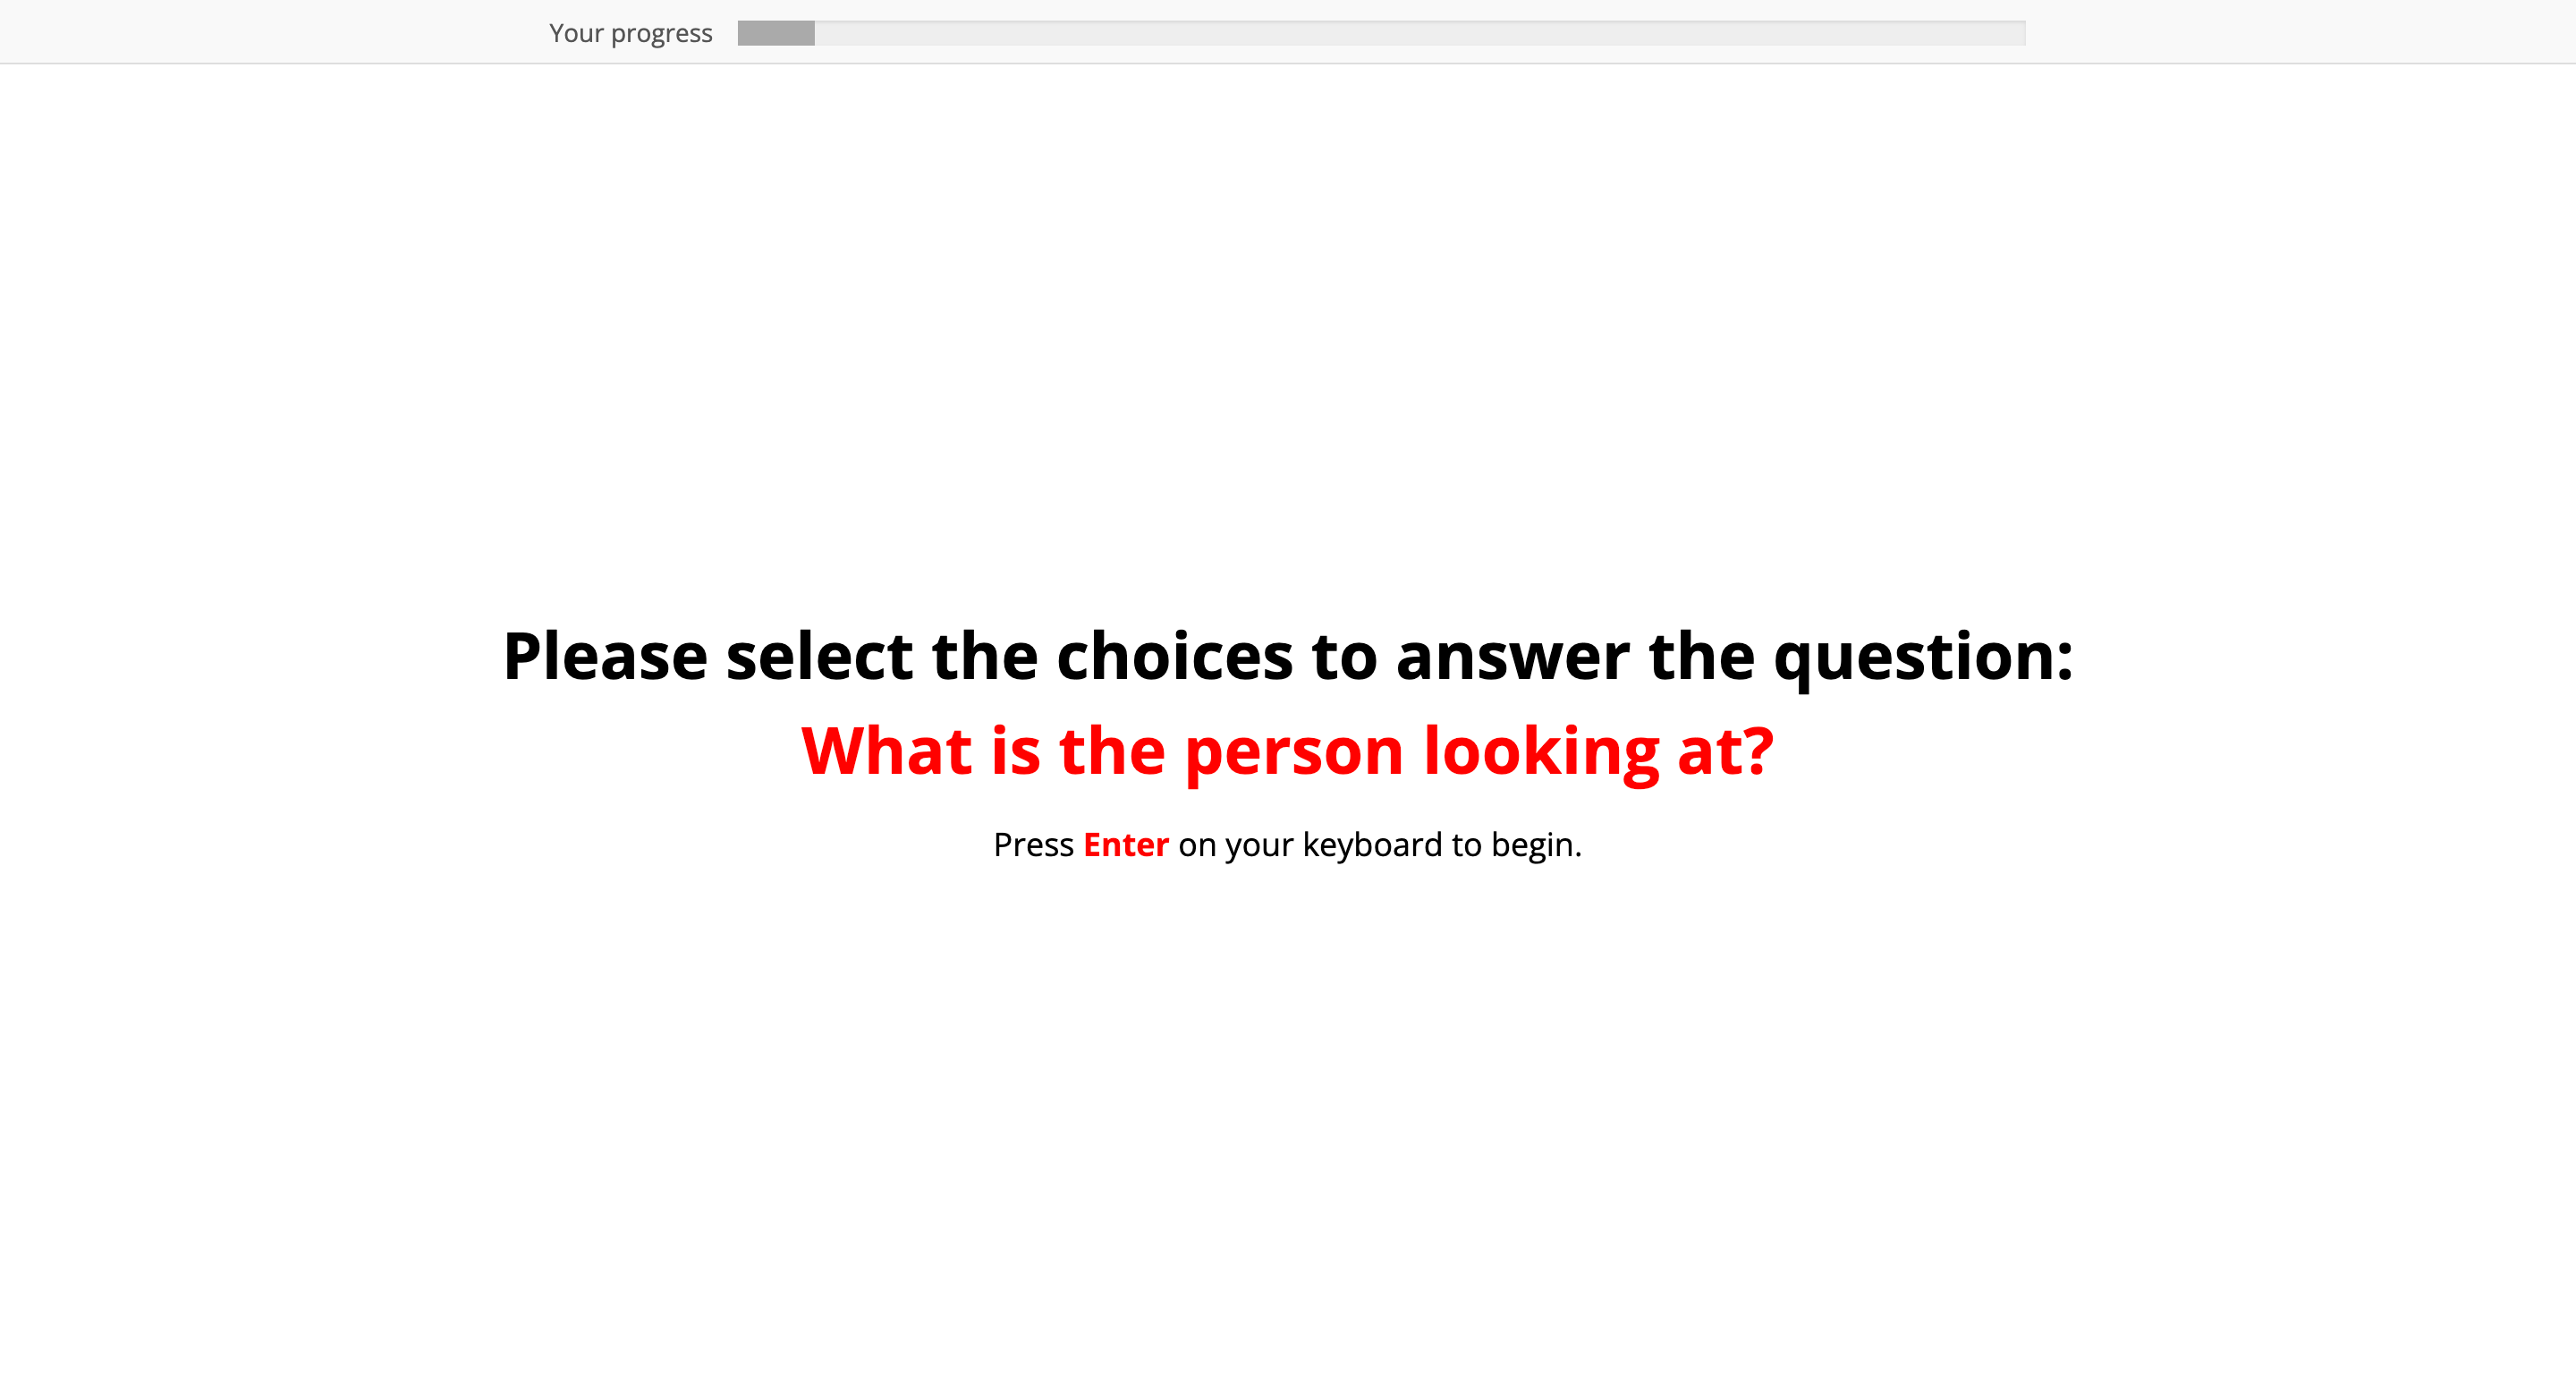 Your progress
Please select the choices to answer the question:
What is the person looking at?
Press Enter on your keyboard to begin.